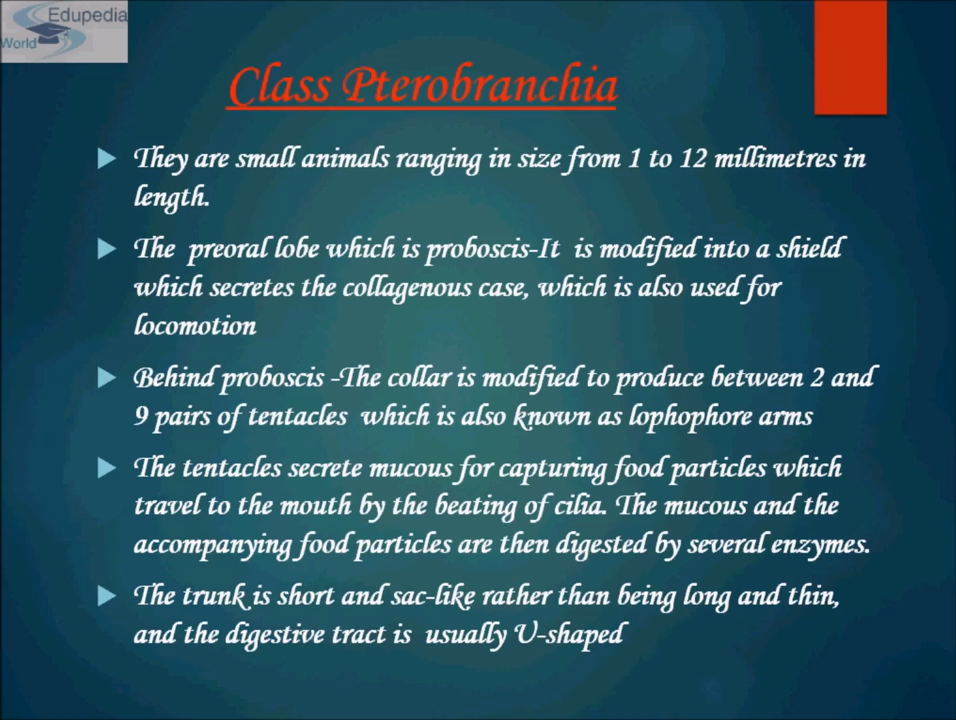 Edupedia
World
Class Pterobranchia
They are small animals ranging in size from 1 to 12 millimetres in
length.
The preoral lobe which is proboscis-It is modified into a shield
which secretes the collagenous case, which is also used for
locomotion
Behind proboscis -The collar is modified to produce between 2 and
9 pairs of tentacles which is also known as lophophore arms
The tentacles secrete mucous for capturing food particles which
travel to the mouth by the beating of cilia. The mucous and the
accompanying food particles are then digested by several enzymes.
The trunk is short and sac-like rather than being long and thin,
and the digestive tract is usually U-shaped